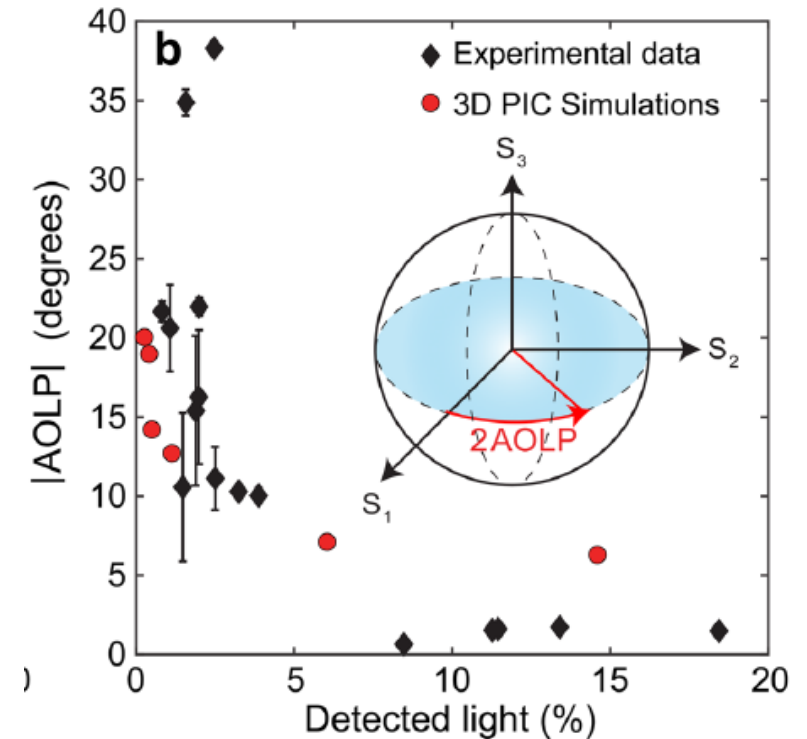 b
Experimental data
3D PIC Simulations
40
35
30
25
20
15
10
5
0
|AOLP| (degrees)
S3
S2
2AOLP
S1
0
5
10
15
20
Detected light (%)